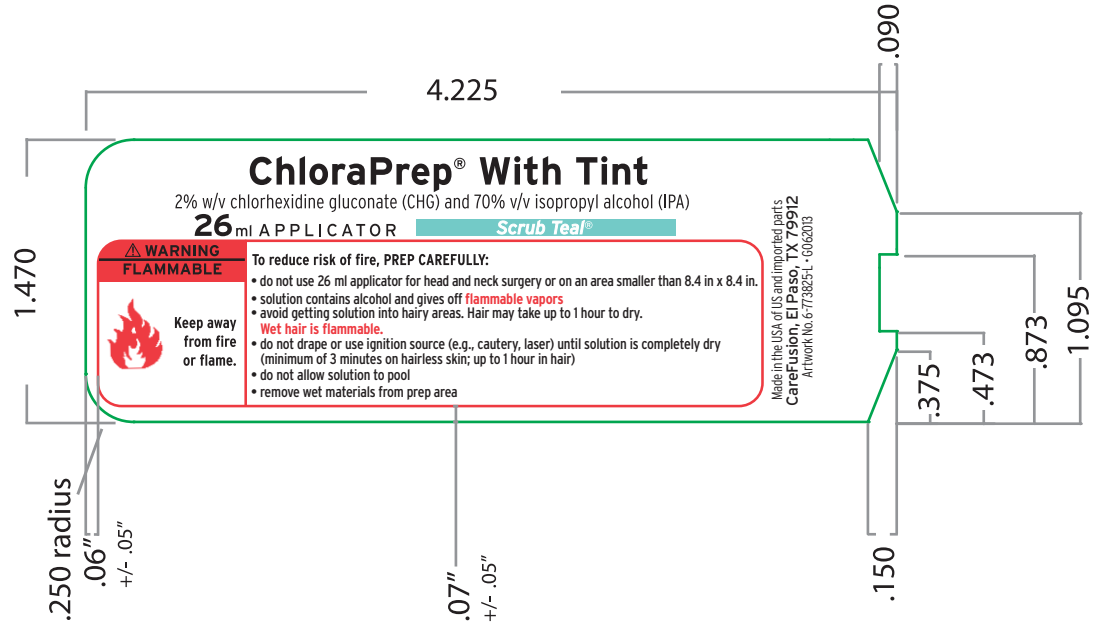 .090
4.225
1.470
ChloraPrep® With Tint
2% w/v chlorhexidine gluconate (CHG) and 70% v/v isopropyl alcohol (IPA)
26 ml APPLICATOR
Scrub Teal®
⚠ WARNING
FLAMMABLE
Keep away
from fire
or flame.
To reduce risk of fire, PREP CAREFULLY:
• do not use 26 ml applicator for head and neck surgery or on an area smaller than 8.4 in x 8.4 in.
• solution contains alcohol and gives off flammable vapors
• avoid getting solution into hairy areas. Hair may take up to 1 hour to dry.
Wet hair is flammable.
• do not drape or use ignition source (e.g., cautery, laser) until solution is completely dry
(minimum of 3 minutes on hairless skin; up to 1 hour in hair)
• do not allow solution to pool
• remove wet materials from prep area
Made in the USA of US and imported parts
CareFusion, El Paso, TX 79912
Artwork No. 6-773825-L • G062013
.375
.473
.873
1.095
.250 radius
.06"
+/- .05"
.07"
+/- .05"
.150